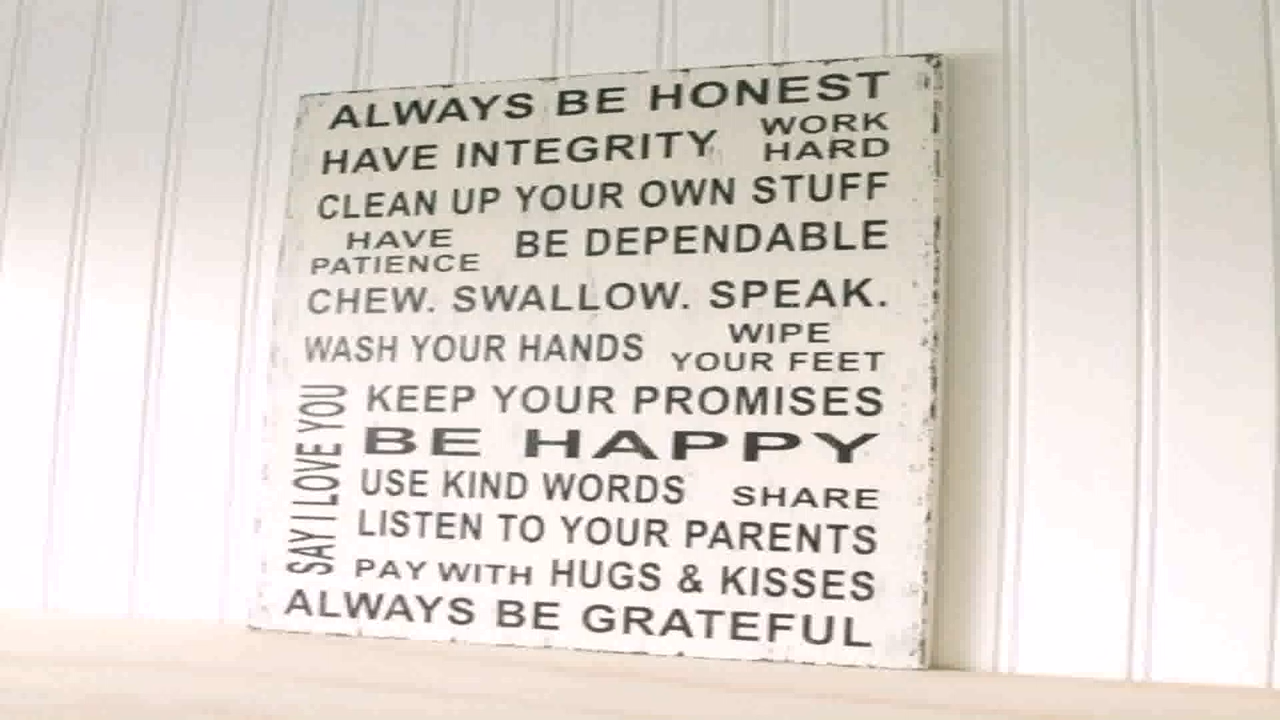 ALWAYS BE HONEST
HAVE INTEGRITY
WORK
HARD
CLEAN UP YOUR OWN STUFF
HAVE
PATIENCE
BE DEPENDABLE
CHEW. SWALLOW. SPEAK.
WASH YOUR HANDS
WIPE
YOUR FEET
SAY I LOVE YOU
KEEP YOUR PROMISES
BE HAPPY
USE KIND WORDS
SHARE
LISTEN TO YOUR PARENTS
PAY WITH HUGS & KISSES
ALWAYS BE GRATEFUL